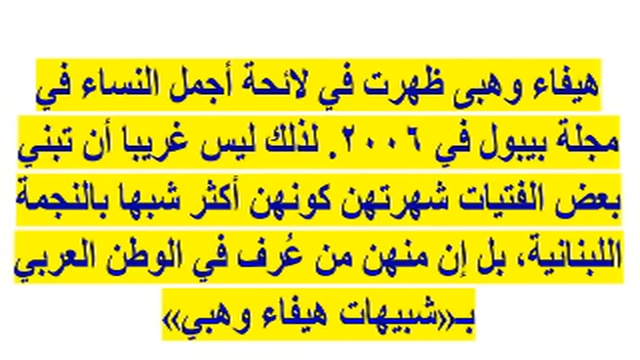 هيفاء وهبى ظهرت في لائحة أجمل النساء في
مجلة بيبول في ٢٠٠٦. لذلك ليس غريبا أن تبني
بعض الفتيات شهرتهن كونهن أكثر شبها بالنجمة
اللبنانية، بل إن منهن من عُرف في الوطن العربي
بـ«شبيهات هيفاء وهبي»